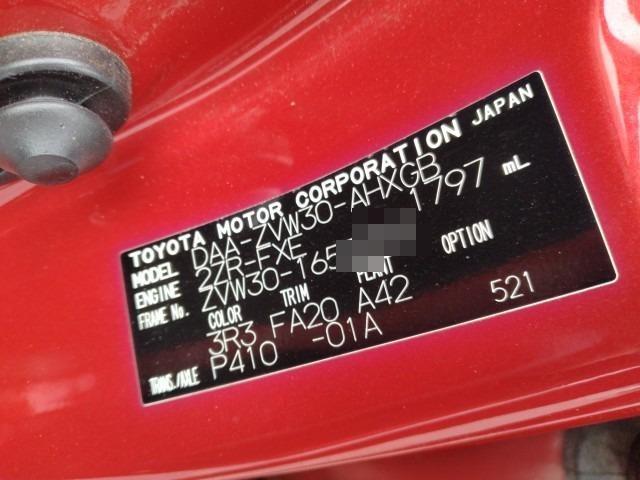 TOYOTA MOTOR CORPORATION JAPAN
MODEL DAA-ZVW30-AHXGB
ENGINE 2ZR-FXE 1797 mL
FRAME No. ZVW30-165
COLOR TRIM PLANT OPTION
3R3 FA20 A42 521
TRANS./AXLE P410 -01A